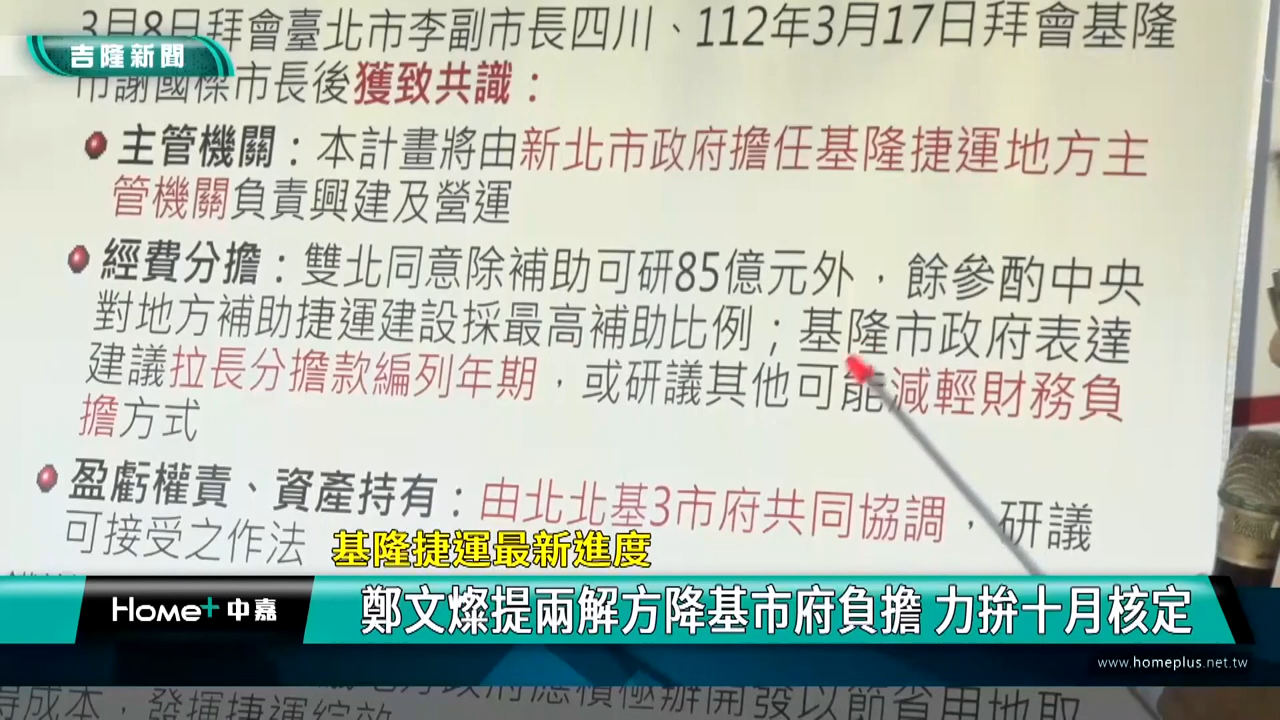 3月8日拜會臺北市李副市長四川、112年3月17日拜會基隆
吉隆新聞
市謝國樑市長後獲致共識：
主管機關：本計畫將由新北市政府擔任基隆捷運地方主
管機關負責興建及營運
經費分擔：雙北同意除補助可研85億元外，餘參酌中央
對地方補助捷運建設採最高補助比例；基隆市政府表達
建議拉長分擔款編列年期，或研議其他可能減輕財務負
擔方式
盈虧權責、資產持有：由北北基3市府共同協調，研議
可接受之作法
基隆捷運最新進度
Home+中嘉
鄭文燦提兩解方降基市府負擔 力拚十月核定
www.homeplus.net.tw
得成本，發揮捷運綜效